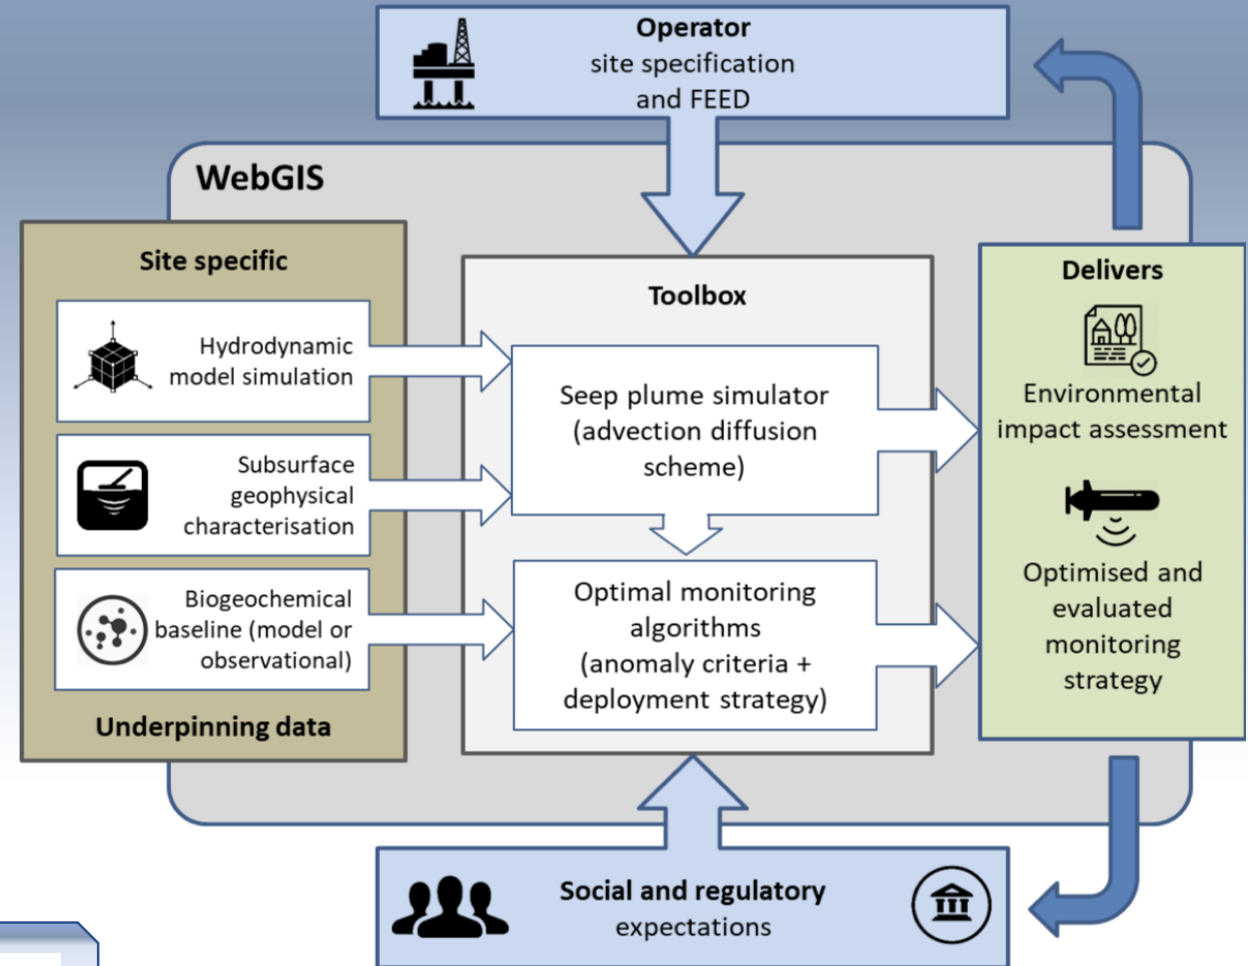 Operator
site specification
and FEED
WebGIS
Site specific
Hydrodynamic
model simulation
Subsurface
geophysical
characterisation
Biogeochemical
baseline (model or
observational)
Underpinning data
Toolbox
Seep plume simulator
(advection diffusion
scheme)
Optimal monitoring
algorithms
(anomaly criteria +
deployment strategy)
Delivers
Environmental
impact assessment
Optimised and
evaluated
monitoring
strategy
Social and regulatory
expectations